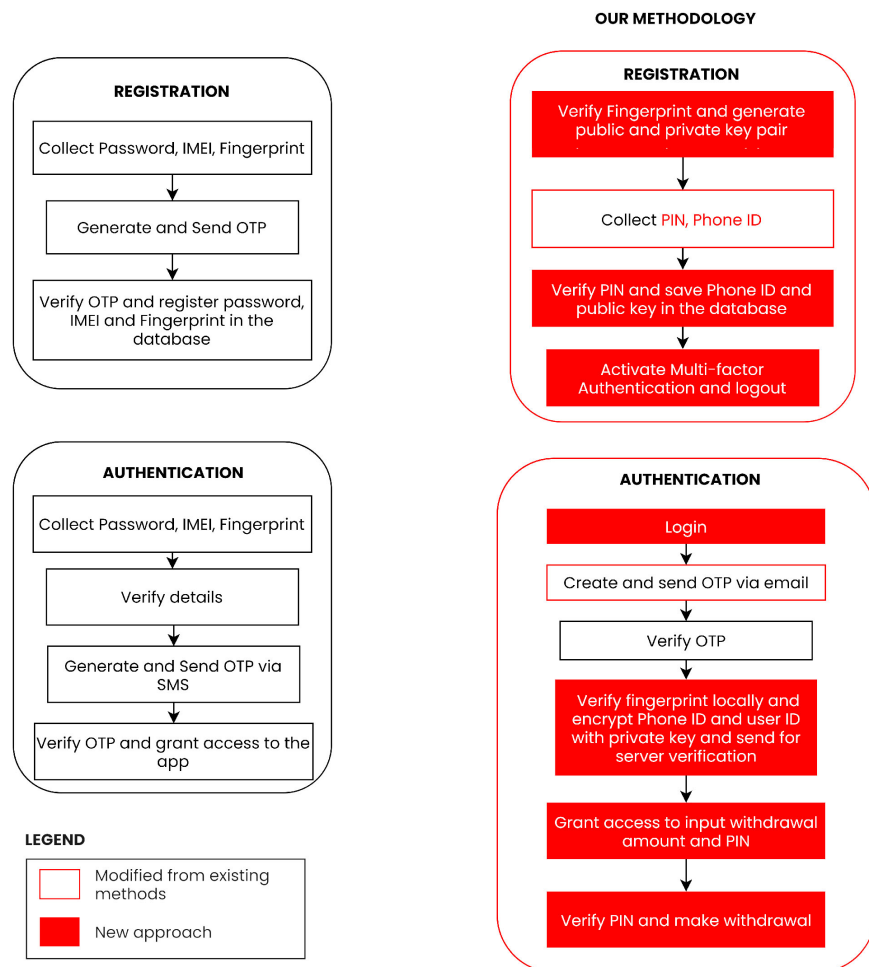 OUR METHODOLOGY
REGISTRATION
Collect Password, IMEI, Fingerprint
Generate and Send OTP
Verify OTP and register password,
IMEI and Fingerprint in the
database
REGISTRATION
Verify Fingerprint and generate
public and private key pair
Collect PIN, Phone ID
Verify PIN and save Phone ID and
public key in the database
Activate Multi-factor
Authentication and logout
AUTHENTICATION
Collect Password, IMEI, Fingerprint
Verify details
Generate and Send OTP via
SMS
Verify OTP and grant access to the
app
AUTHENTICATION
Login
Create and send OTP via email
Verify OTP
Verify fingerprint locally and
encrypt Phone ID and user ID
with private key and send for
server verification
Grant access to input withdrawal
amount and PIN
Verify PIN and make withdrawal
LEGEND
Modified from existing
methods
New approach